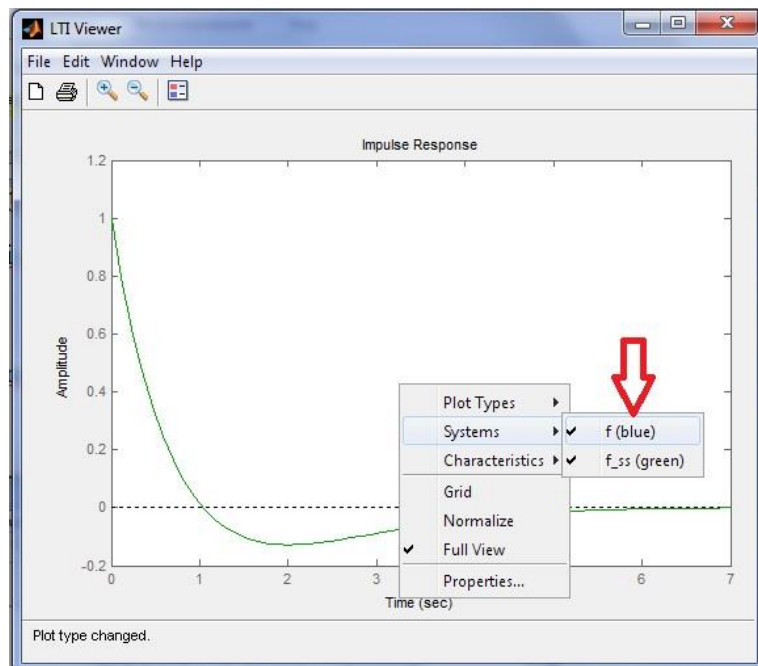 LTI Viewer
File Edit Window Help
Impulse Response
Amplitude
1.2
1
0.8
0.6
0.4
0.2
0
-0.2
0 1 2 3 6 7
Time (sec)
Plot Types
Systems
Characteristics
Grid
Normalize
Full View
Properties...
f (blue)
f_ss (green)
Plot type changed.